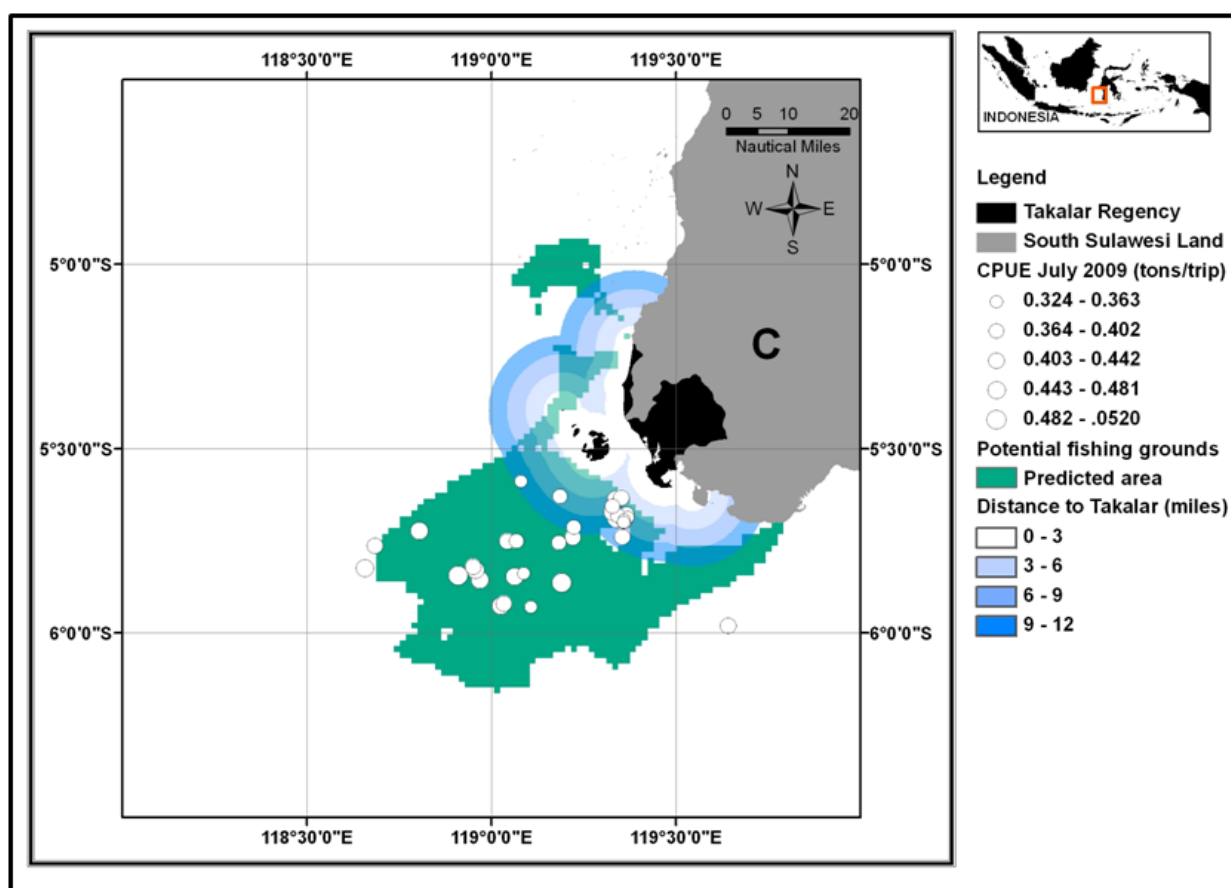 118°30'0"E 119°0'0"E 119°30'0"E
0 5 10 20
Nautical Miles
N
W E
S
5°0'0"S 5°0'0"S
C
5°30'0"S 5°30'0"S
6°0'0"S 6°0'0"S
118°30'0"E 119°0'0"E 119°30'0"E
INDONESIA
Legend
Takalar Regency
South Sulawesi Land
CPUE July 2009 (tons/trip)
0.324 - 0.363
0.364 - 0.402
0.403 - 0.442
0.443 - 0.481
0.482 - .0520
Potential fishing grounds
Predicted area
Distance to Takalar (miles)
0 - 3
3 - 6
6 - 9
9 - 12